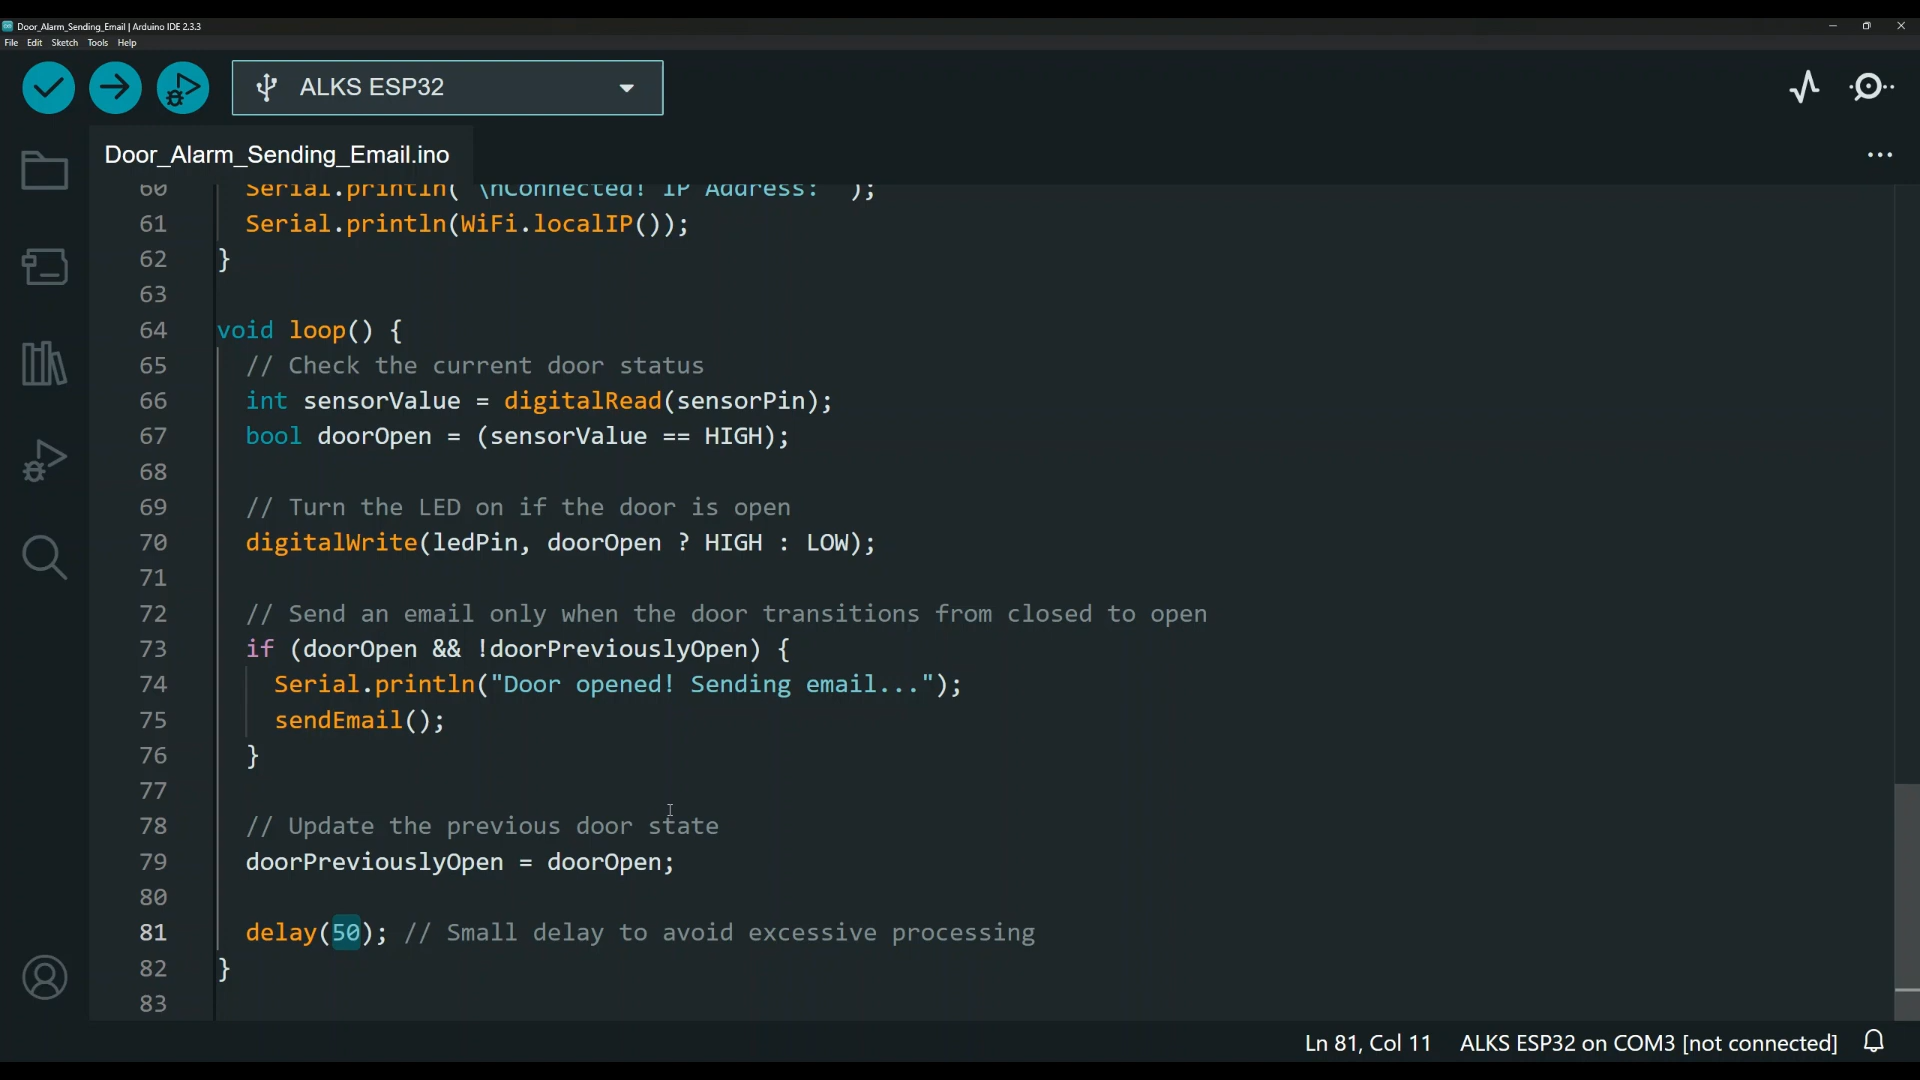 Door_Alarm_Sending_Email | Arduino IDE 2.3.3
File Edit Sketch Tools Help
ALKS ESP32
Door_Alarm_Sending_Email.ino
60 Serial.println("\nConnected! IP Address: ");
61 Serial.println(WiFi.localIP());
62 }
63
64 void loop() {
65 // Check the current door status
66 int sensorValue = digitalRead(sensorPin);
67 bool doorOpen = (sensorValue == HIGH);
68
69 // Turn the LED on if the door is open
70 digitalWrite(ledPin, doorOpen ? HIGH : LOW);
71
72 // Send an email only when the door transitions from closed to open
73 if (doorOpen && !doorPreviouslyOpen) {
74 Serial.println("Door opened! Sending email...");
75 sendEmail();
76 }
77
78 // Update the previous door state
79 doorPreviouslyOpen = doorOpen;
80
81 delay(50); // Small delay to avoid excessive processing
82 }
83
Ln 81, Col 11 ALKS ESP32 on COM3 [not connected]